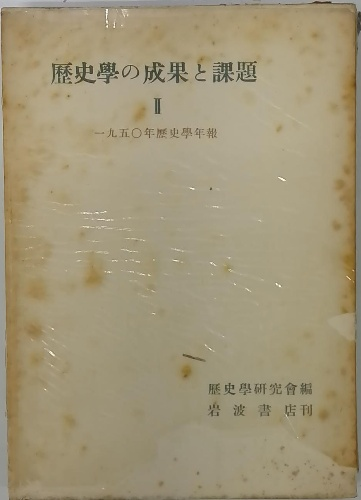 歷史學の成果と課題
Ⅱ
一九五〇年歷史學年報
歷史學研究會編
岩波書店刊